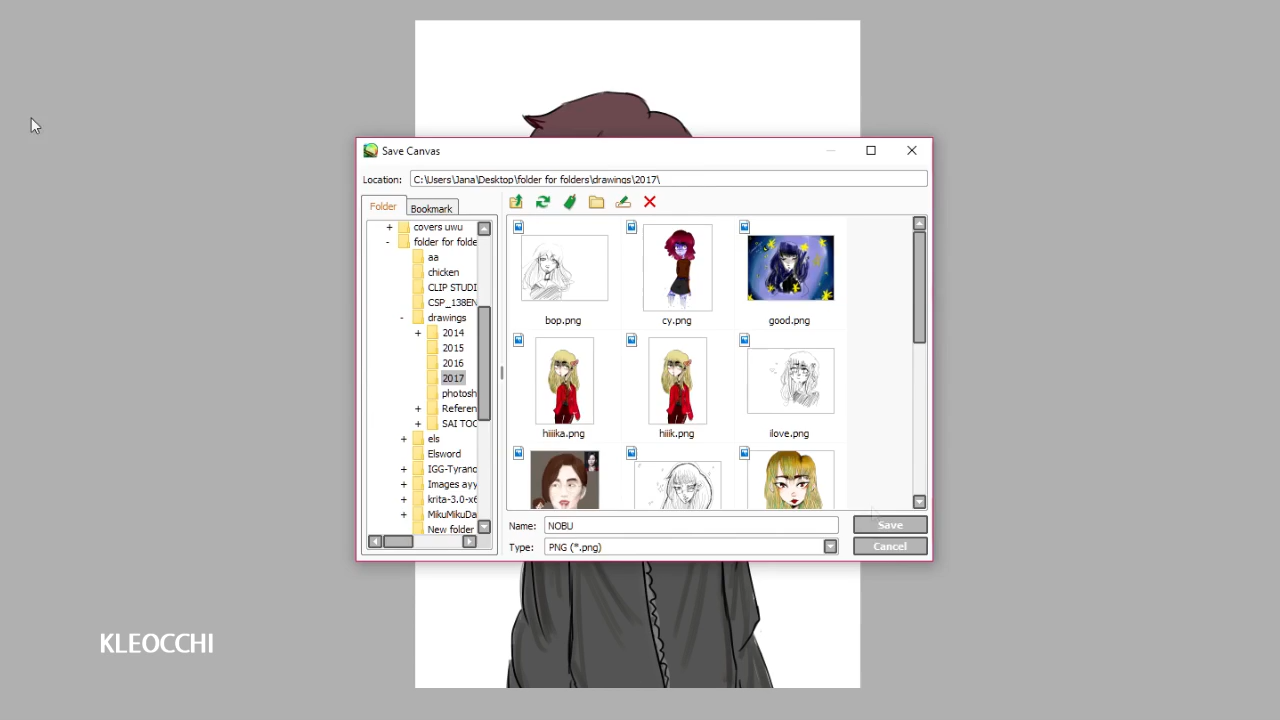 Save Canvas
Location: C:\Users\Jana\Desktop\folder for folders\drawings\2017\
Folder Bookmark
covers uwu
folder for folde
aa
chicken
CLIP STUDI
CSP_138EN
drawings
2014
2015
2016
2017
photosh
Referen
SAI TOO
els
Elsword
IGG-Tyrano
Images ayy
krita-3.0-x6
MikuMikuDa
New folder
bop.png cy.png good.png
hiiika.png hiik.png ilove.png
Name: NOBU Save
Type: PNG (*.png) Cancel
KLEOCCHI